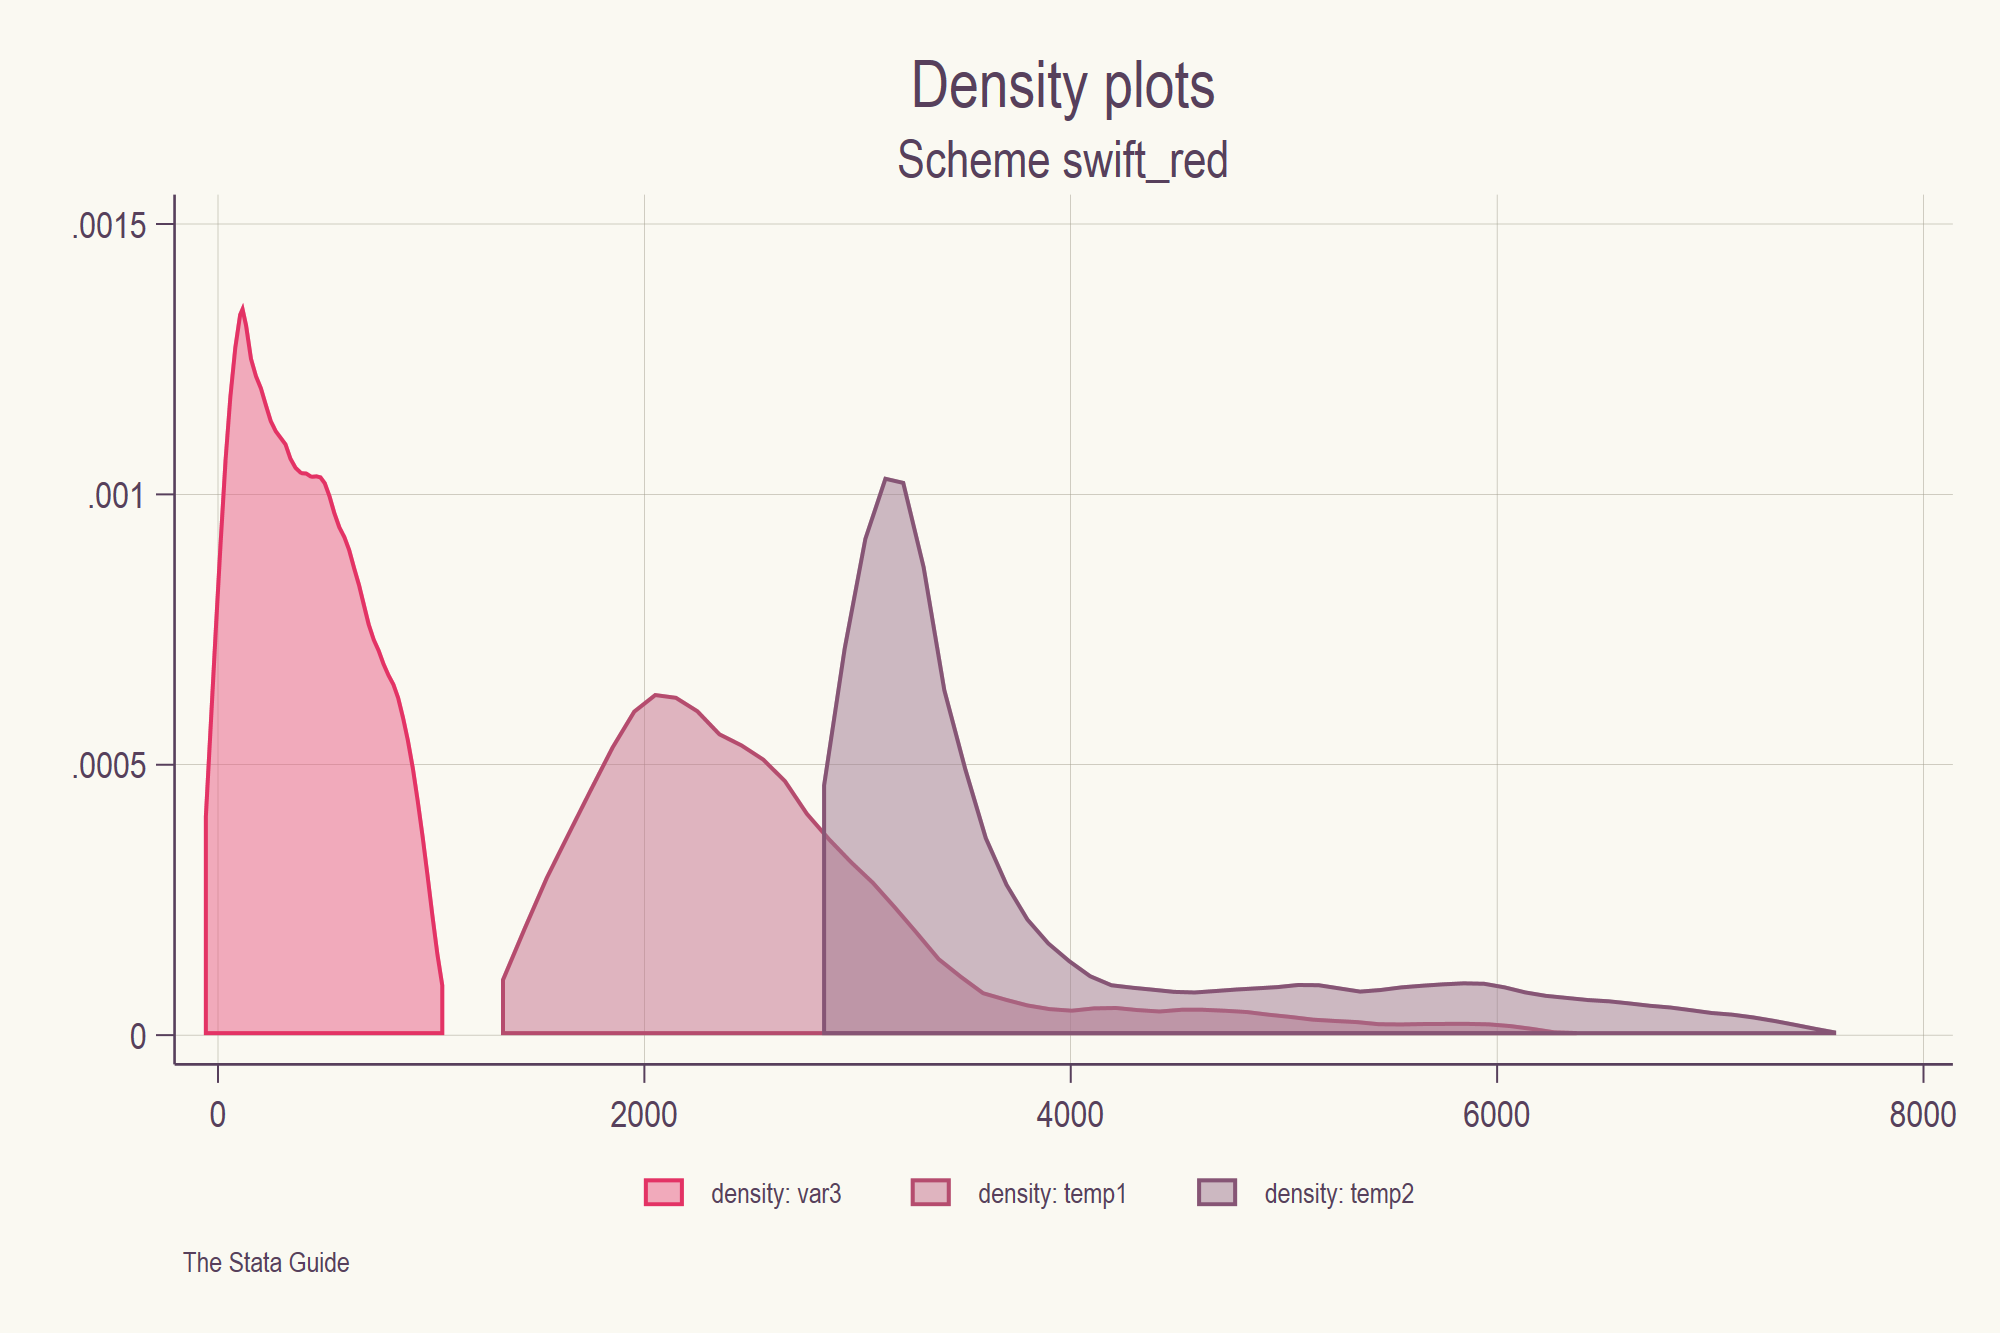 Density plots
Scheme swift_red
.0015
.001
.0005
0
0 2000 4000 6000 8000
density: var3 density: temp1 density: temp2
The Stata Guide